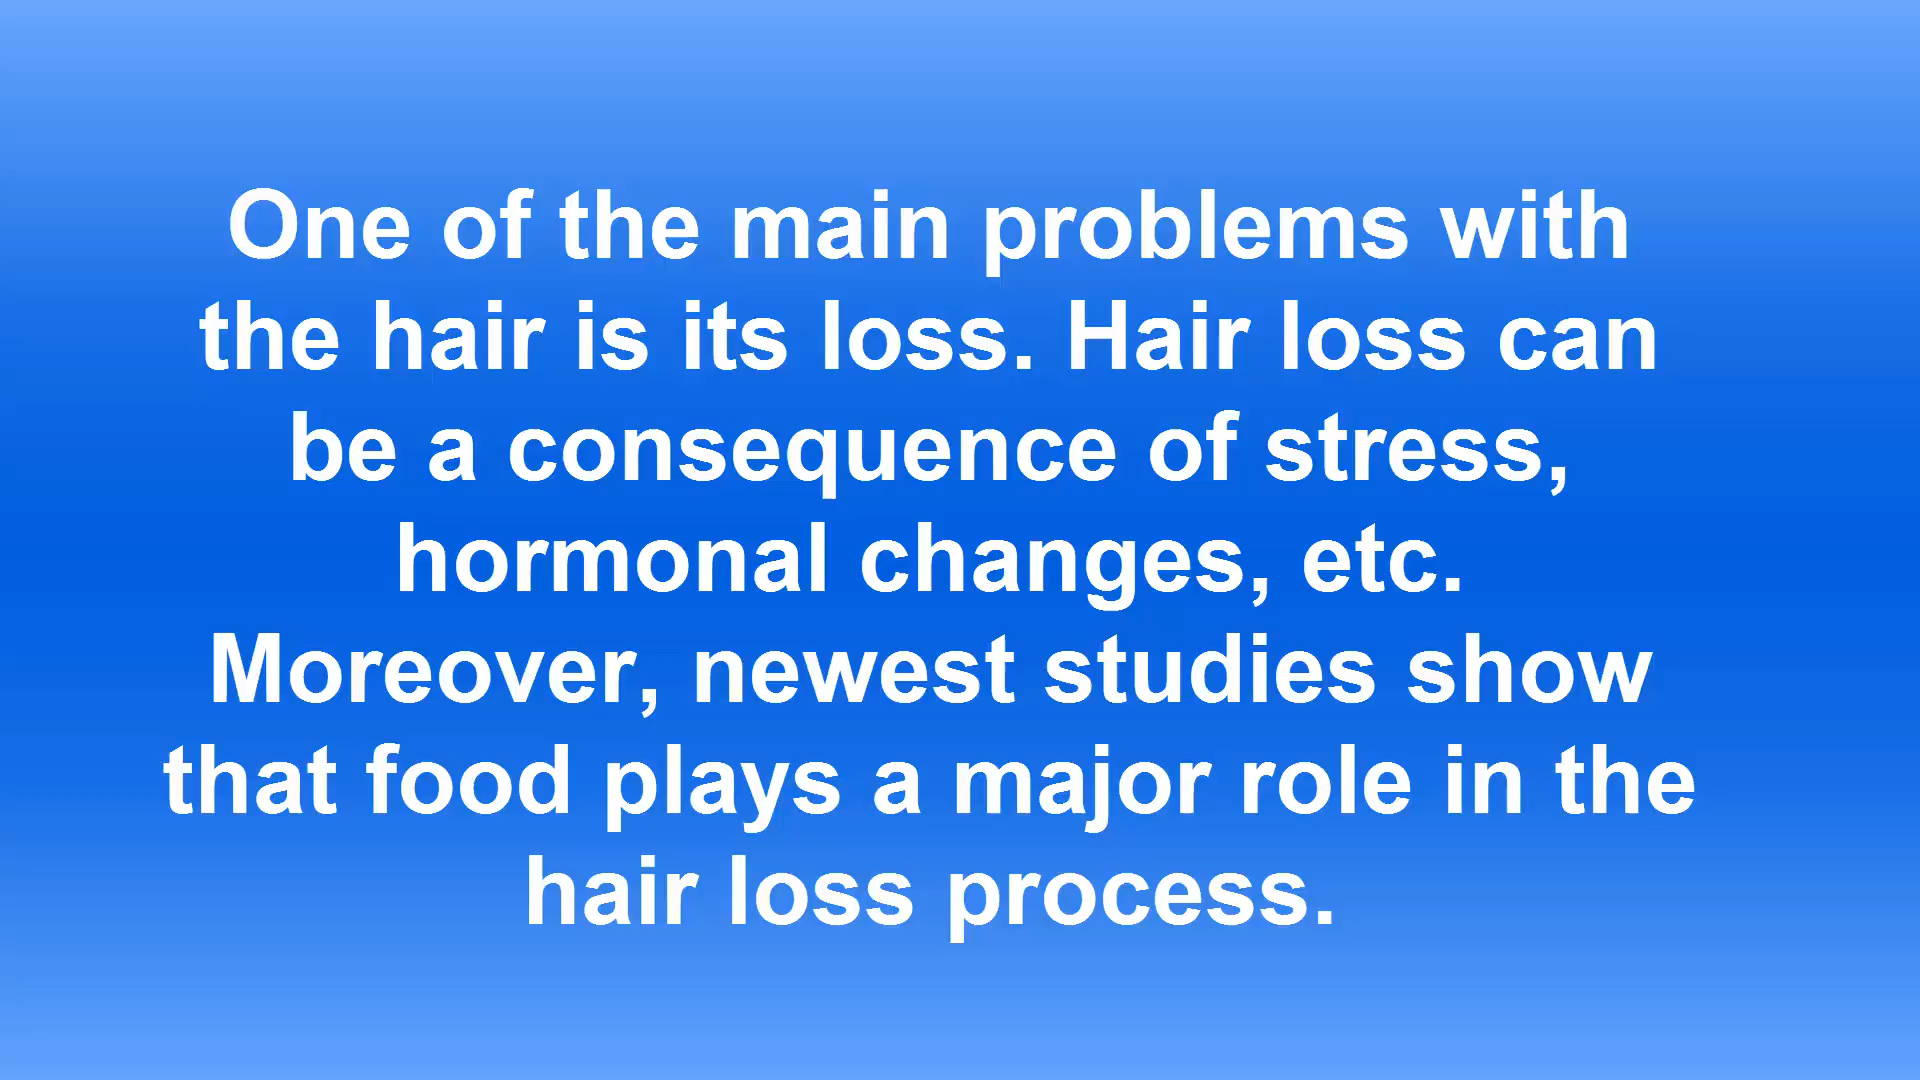 One of the main problems with
the hair is its loss. Hair loss can
be a consequence of stress,
hormonal changes, etc.
Moreover, newest studies show
that food plays a major role in the
hair loss process.